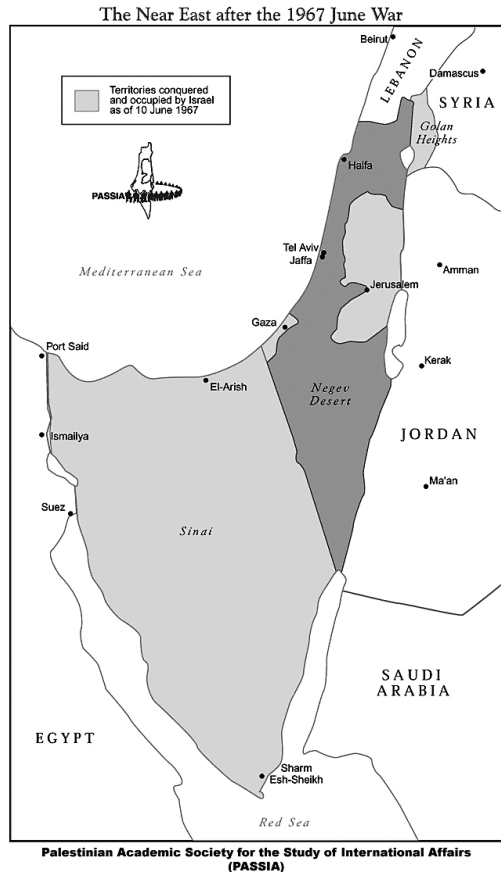 The Near East after the 1967 June War
Beirut
LEBANON
Damascus
SYRIA
Territories conquered
and occupied by Israel
as of 10 June 1967
Golan
Heights
PASSIA
Haifa
Tel Aviv
Jaffa
Mediterranean Sea
Amman
Jerusalem
Gaza
Port Said
Kerak
El-Arish
Negev
Desert
Ismailya
JORDAN
Ma'an
Suez
Sinai
SAUDI
ARABIA
EGYPT
Sharm
Esh-Sheikh
Red Sea
Palestinian Academic Society for the Study of International Affairs
(PASSIA)